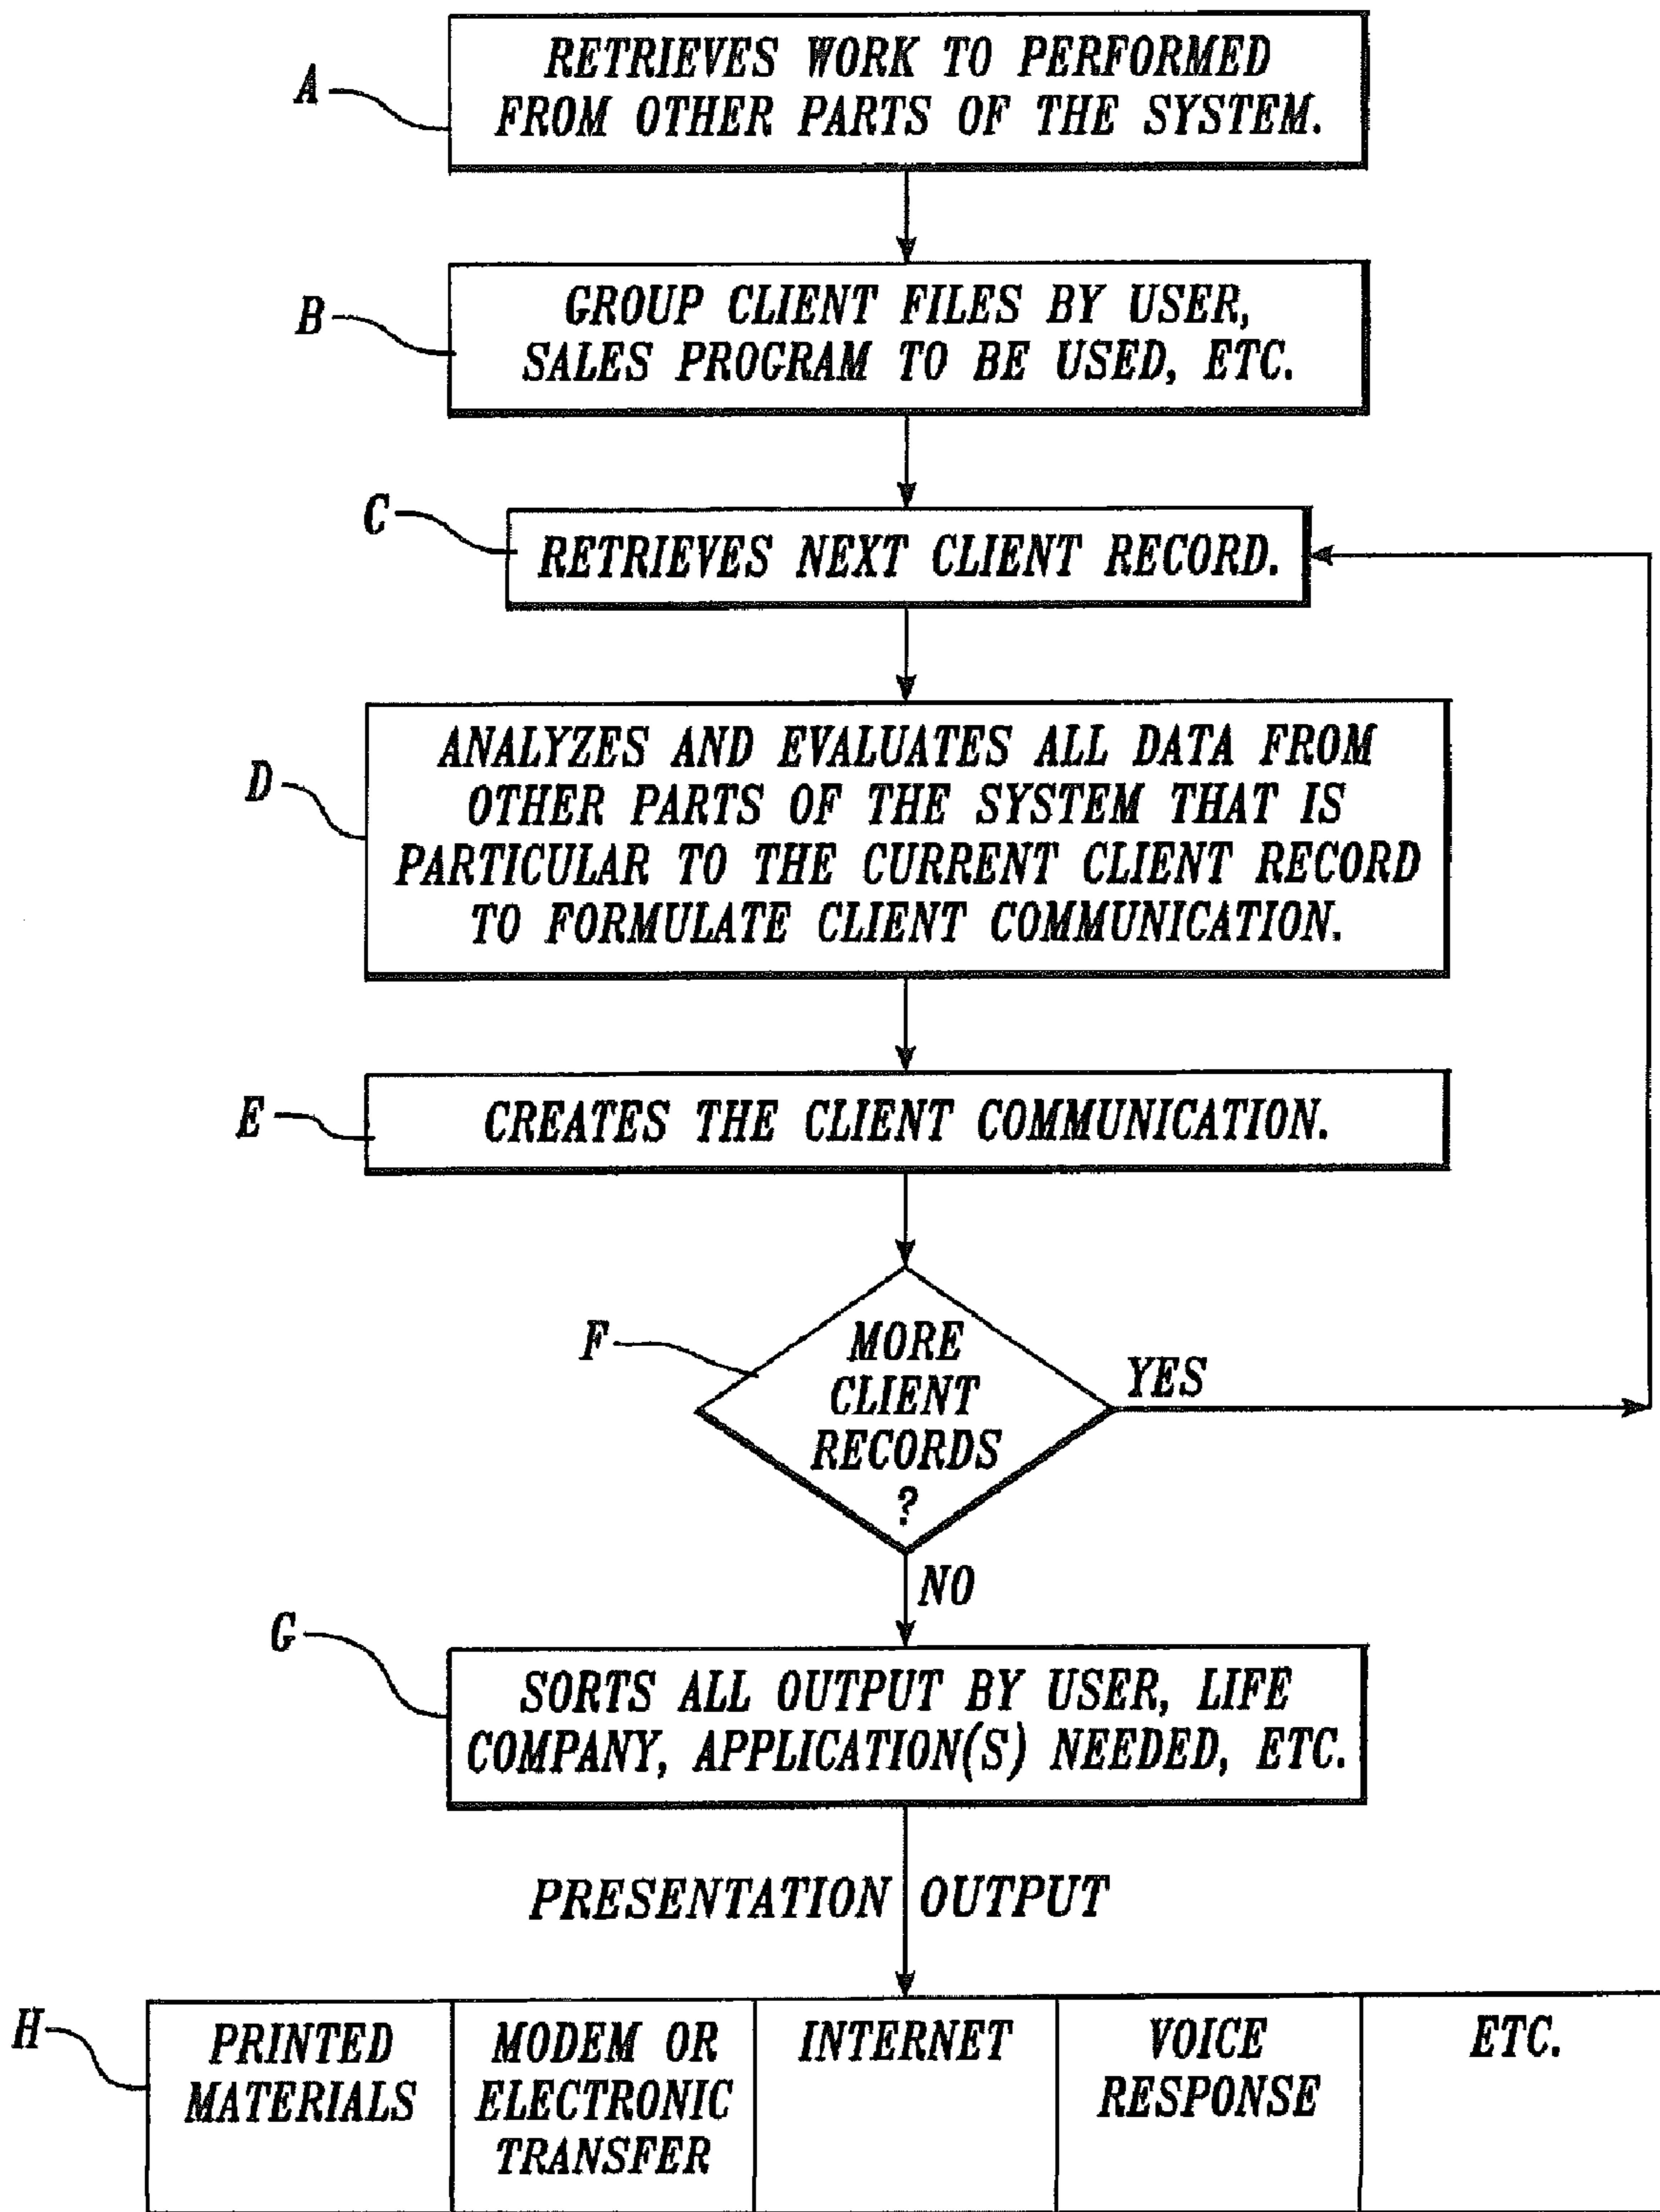 A
RETRIEVES WORK TO PERFORMED
FROM OTHER PARTS OF THE SYSTEM.
B
GROUP CLIENT FILES BY USER,
SALES PROGRAM TO BE USED, ETC.
C
RETRIEVES NEXT CLIENT RECORD.
D
ANALYZES AND EVALUATES ALL DATA FROM
OTHER PARTS OF THE SYSTEM THAT IS
PARTICULAR TO THE CURRENT CLIENT RECORD
TO FORMULATE CLIENT COMMUNICATION.
E
CREATES THE CLIENT COMMUNICATION.
F
MORE
CLIENT
RECORDS
?
YES
NO
G
SORTS ALL OUTPUT BY USER, LIFE
COMPANY, APPLICATION(S) NEEDED, ETC.
PRESENTATION OUTPUT
H
PRINTED
MATERIALS
MODEM OR
ELECTRONIC
TRANSFER
INTERNET
VOICE
RESPONSE
ETC.